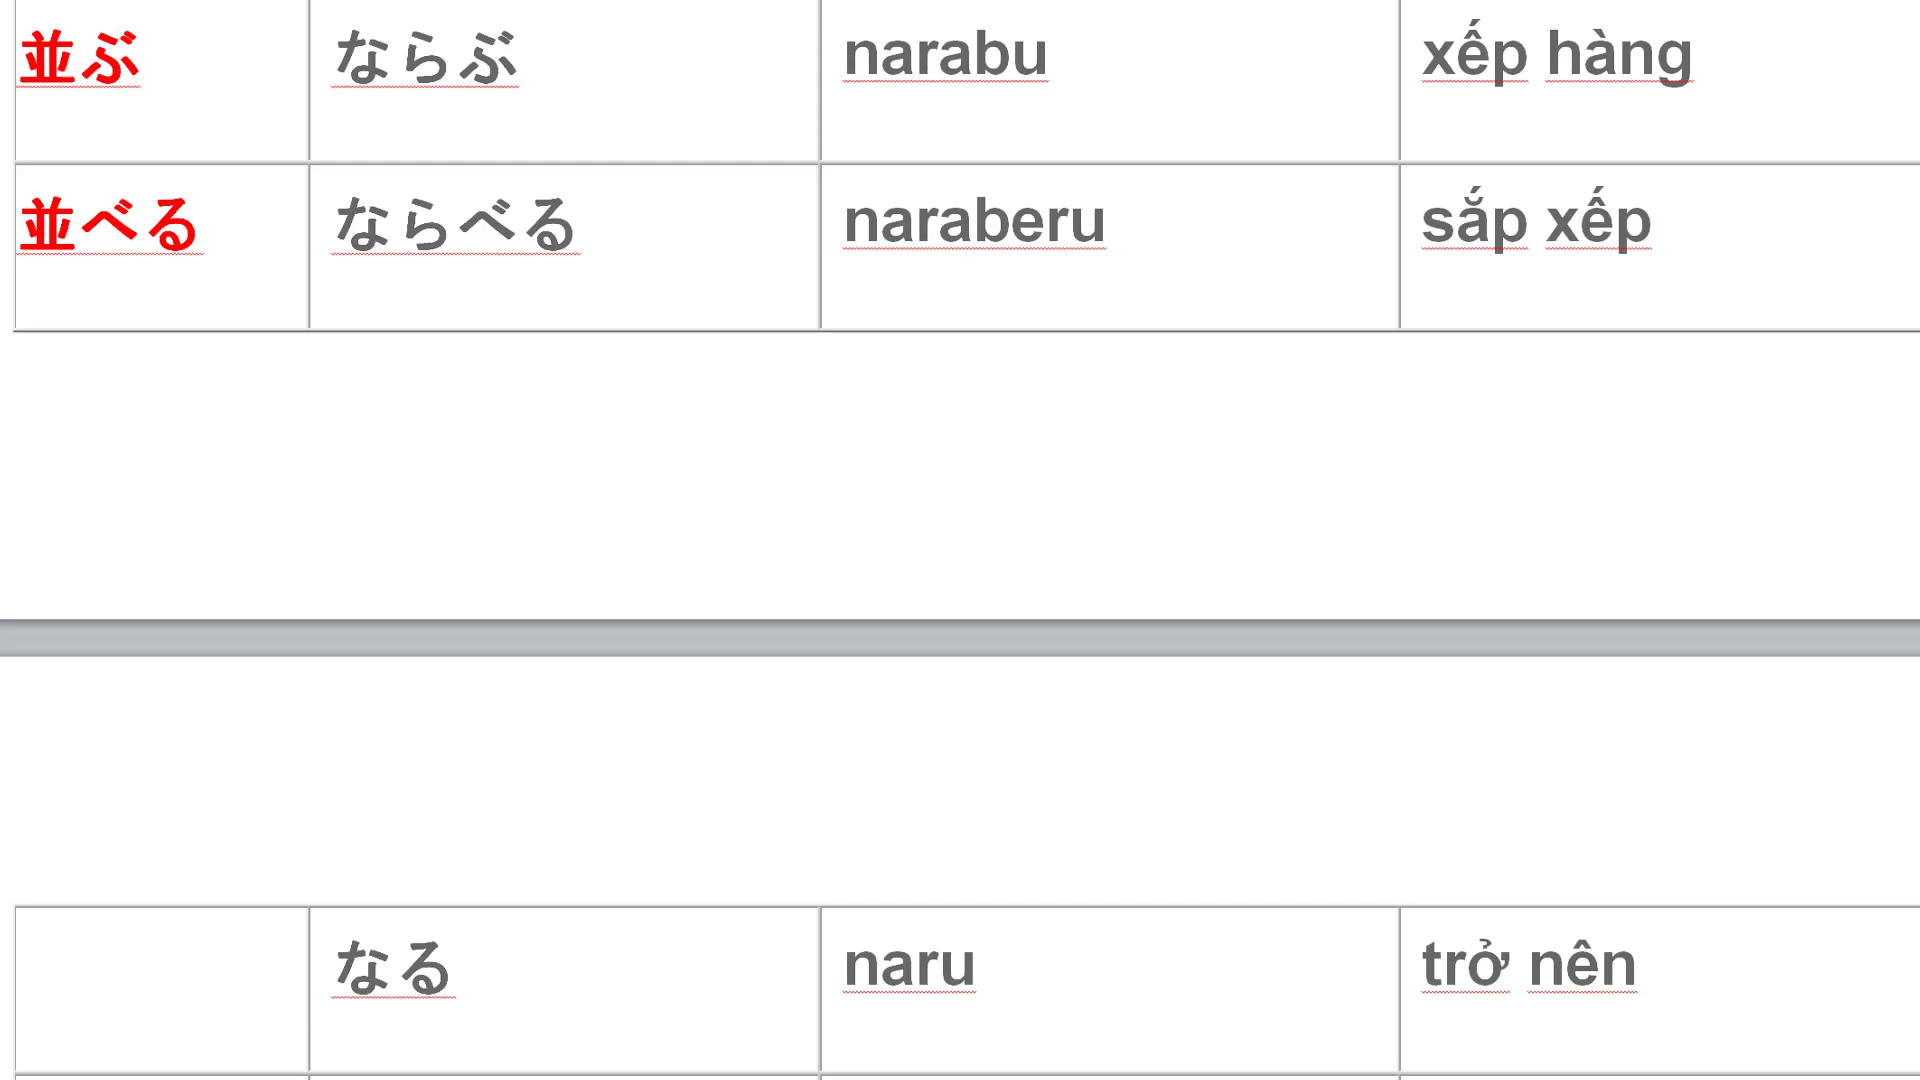 並ぶ ならぶ narabu xếp hàng
並べる ならべる naraberu sắp xếp
なる naru trở nên